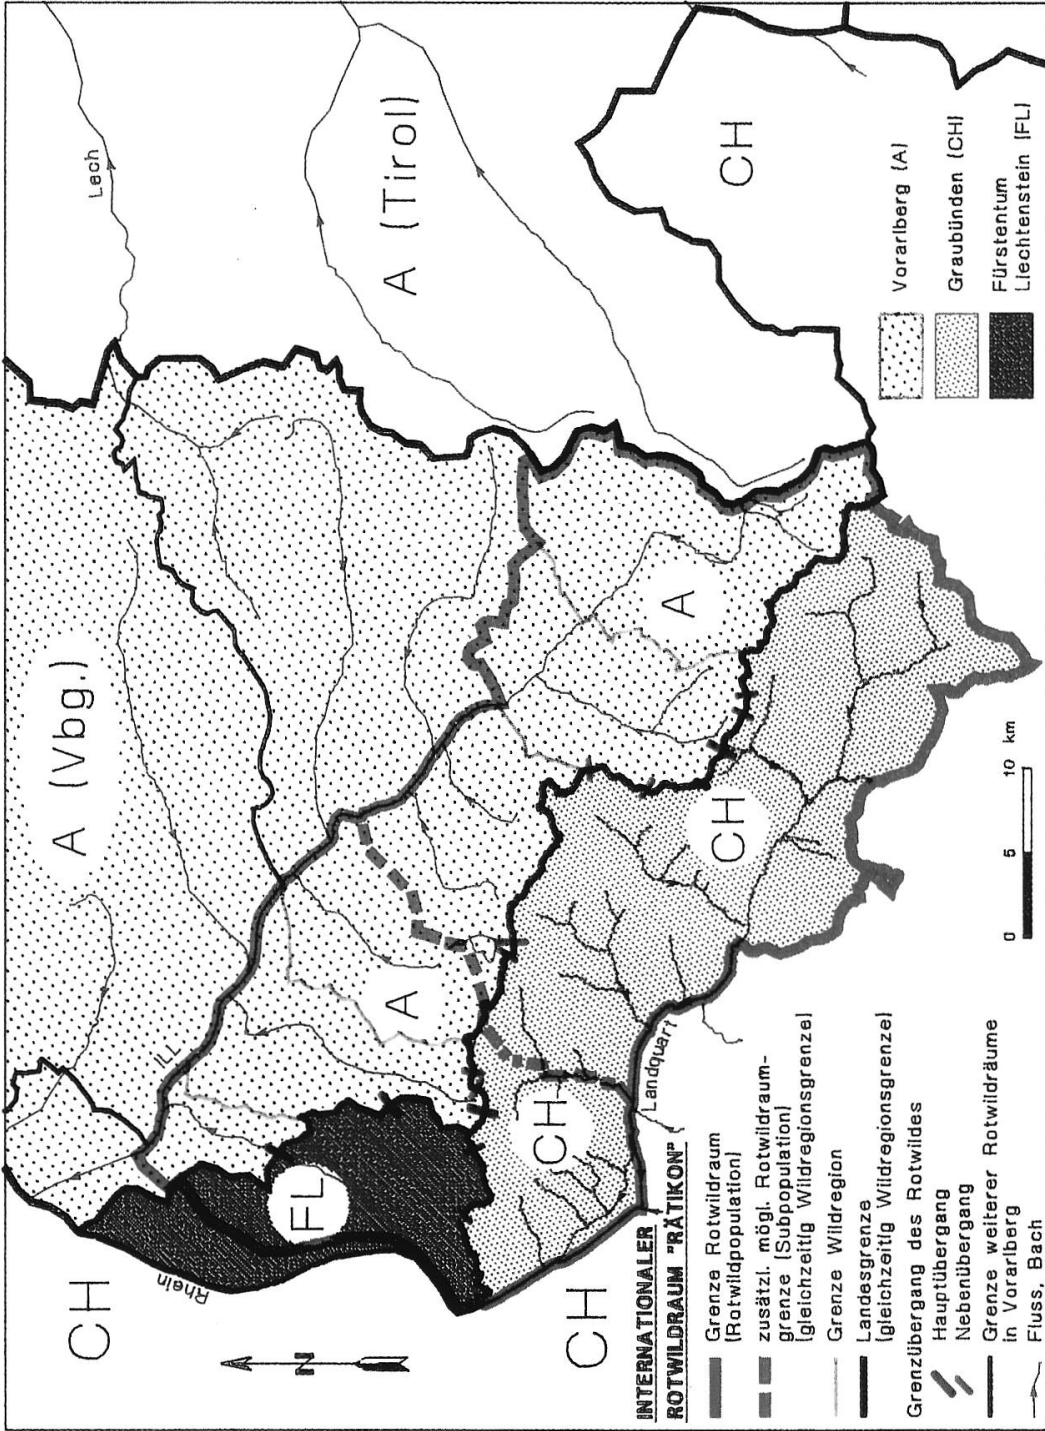 CH
Rhein
FL
ILL
A (Vbg.)
Lech
A (Tirol)
CH
A
A
CH
CH
CH
Landquart
N
INTERNATIONALER
ROTWILDRAUM "RÄTIKON"
Grenze Rotwildraum
(Rotwildpopulation)
zusätzl. mögl. Rotwildraum-
grenze (Subpopulation)
(gleichzeitig Wildregionsgrenze)
Grenze Wildregion
Landesgrenze
(gleichzeitig Wildregionsgrenze)
Grenzübergang des Rotwildes
Hauptübergang
Nebenübergang
Grenze weiterer Rotwildräume
in Vorarlberg
Fluss, Bach
0 5 10 km
Vorarlberg (A)
Graubünden (CH)
Fürstentum
Liechtenstein (FL)